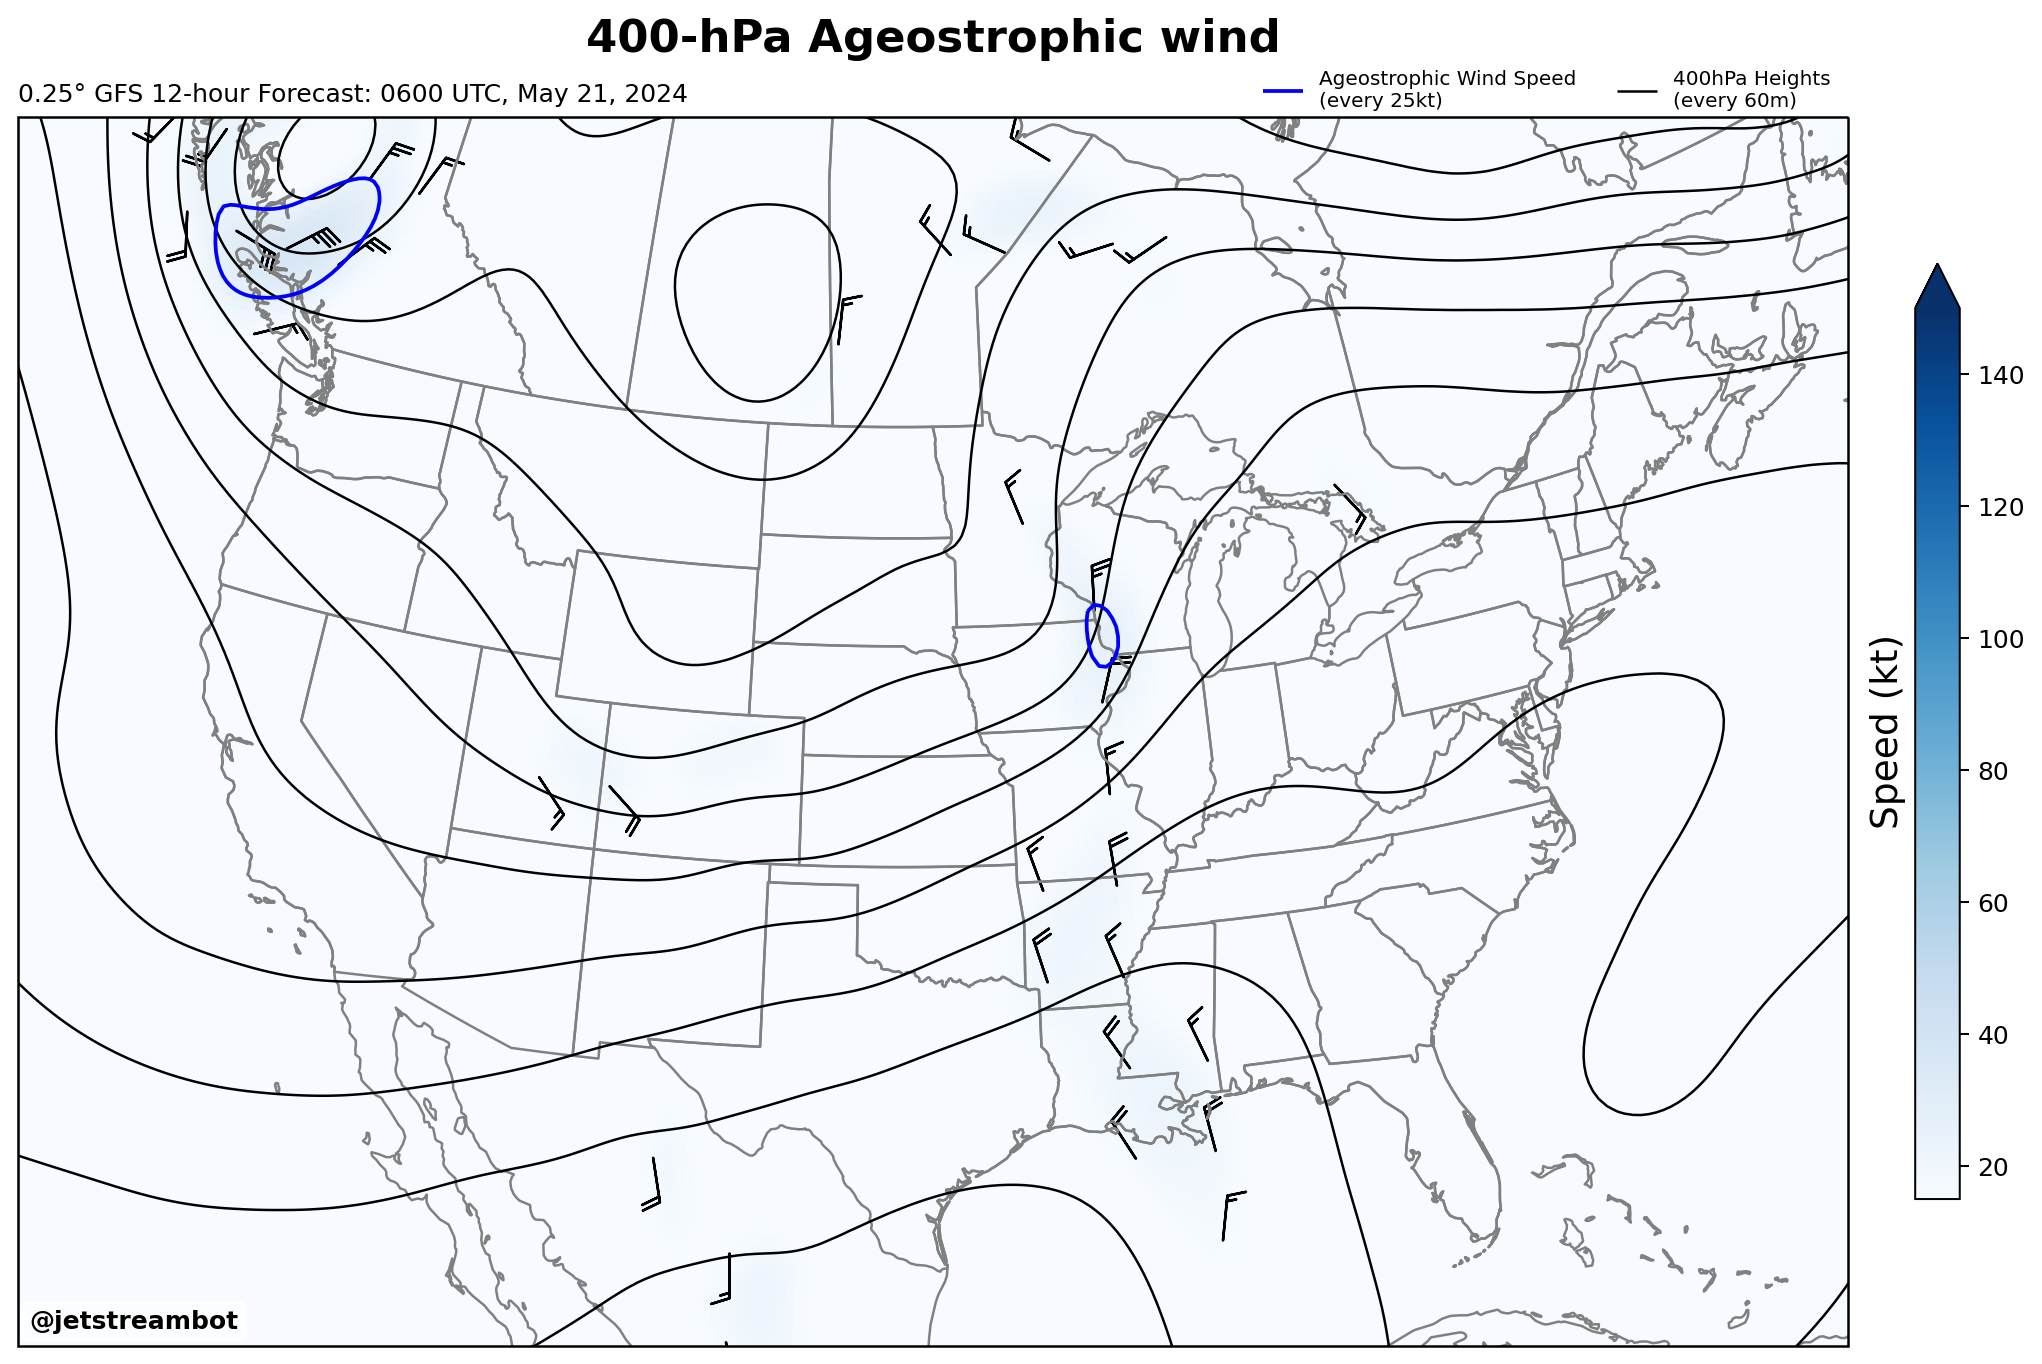 400-hPa Ageostrophic wind
0.25° GFS 12-hour Forecast: 0600 UTC, May 21, 2024
Ageostrophic Wind Speed
(every 25kt)
400hPa Heights
(every 60m)
140
120
100
80
60
40
20
Speed (kt)
@jetstreambot